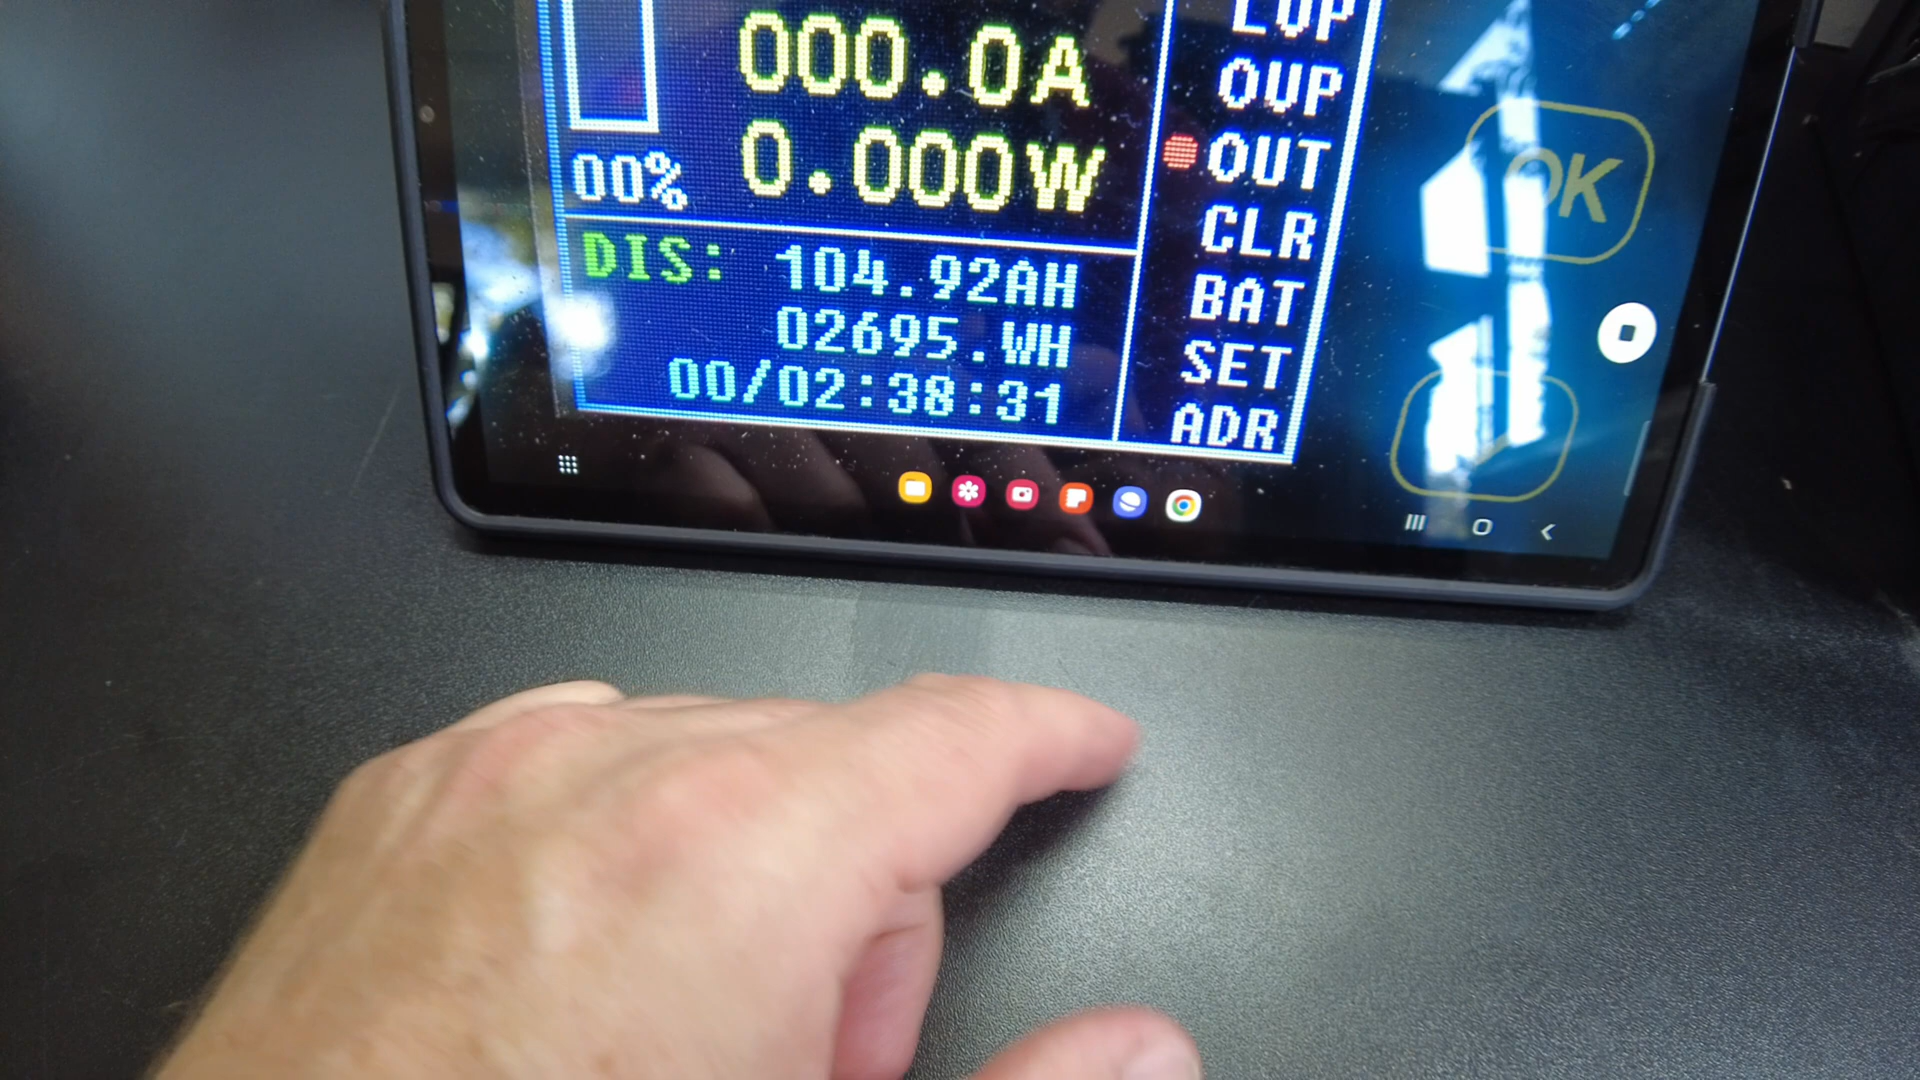 000.0A
0.000W
00%
DIS: 104.92AH
02695.WH
00/02:38:31
OVP
OUT
CLR
BAT
SET
ADR
OK